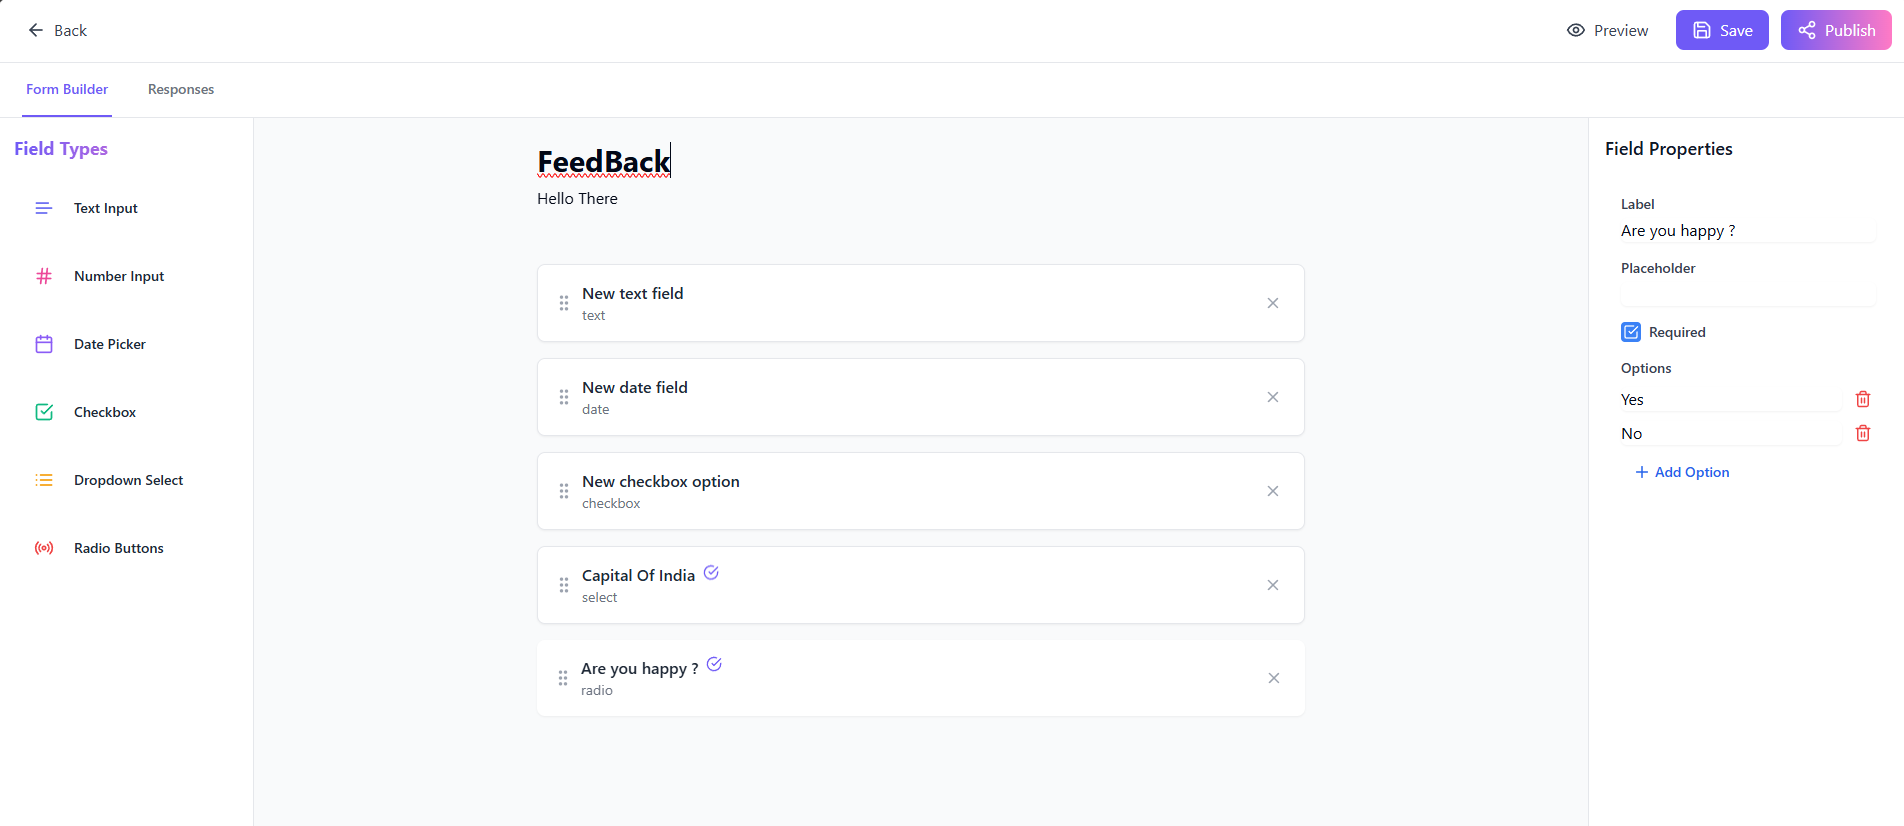 Back
Preview
Save
Publish
Form Builder
Responses
Field Types
Text Input
Number Input
Date Picker
Checkbox
Dropdown Select
Radio Buttons
FeedBack
Hello There
New text field
text
New date field
date
New checkbox option
checkbox
Capital Of India
select
Are you happy ?
radio
Field Properties
Label
Are you happy ?
Placeholder
Required
Options
Yes
No
Add Option